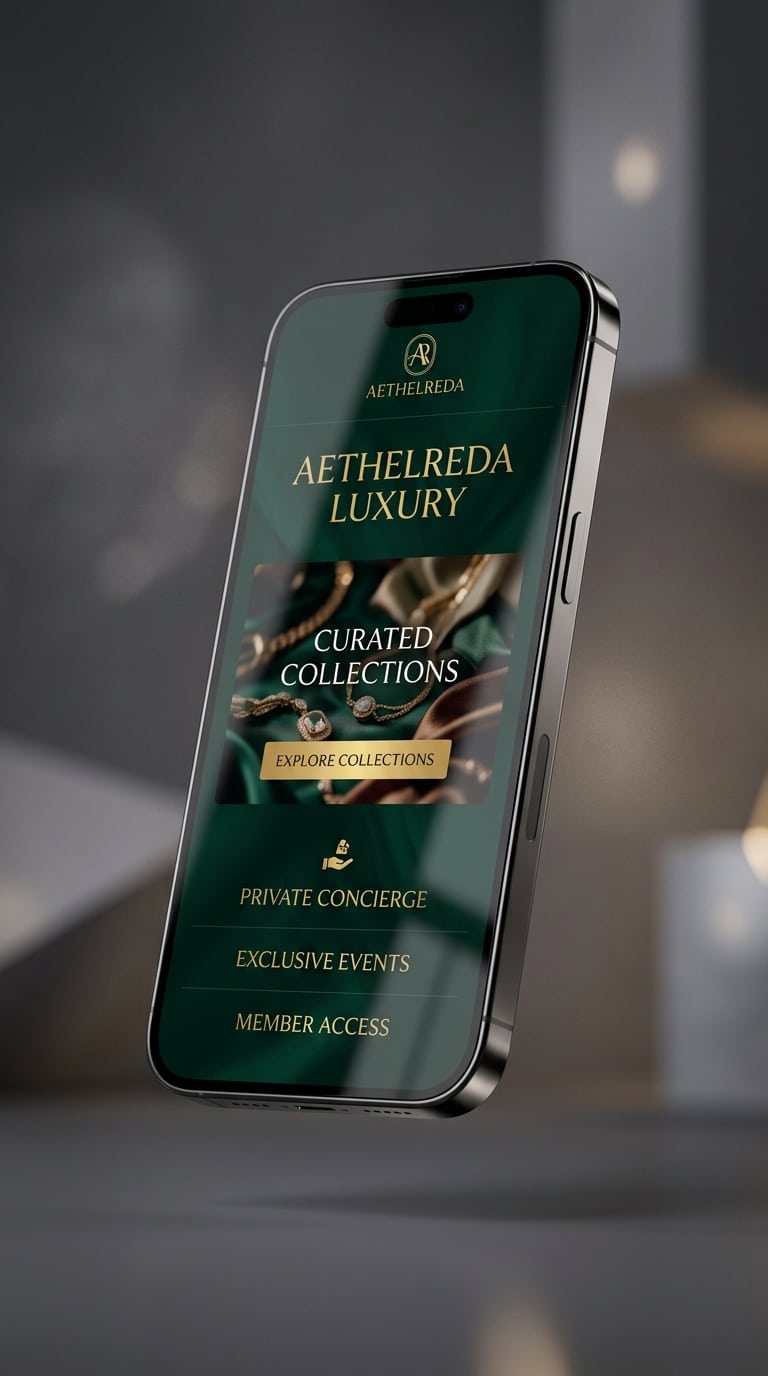 AR
AETHELREDA
AETHELREDA
LUXURY
CURATED
COLLECTIONS
EXPLORE COLLECTIONS
PRIVATE CONCIERGE
EXCLUSIVE EVENTS
MEMBER ACCESS